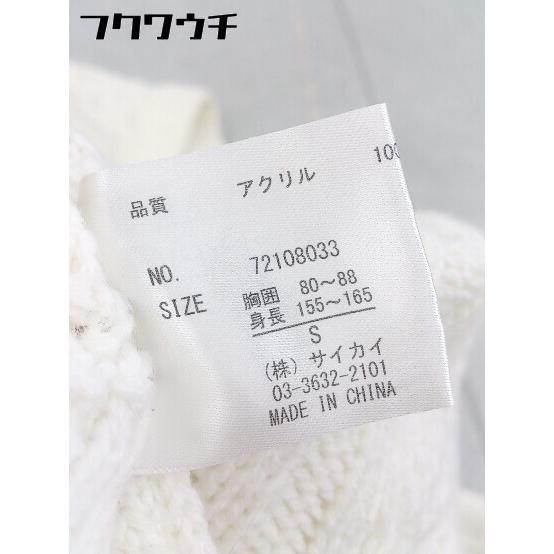 フクワウチ
品質 アクリル 100
NO. 72108033
SIZE 胸囲 80～88
身長 155～165
S
(株) サイカイ
03-3632-2101
MADE IN CHINA